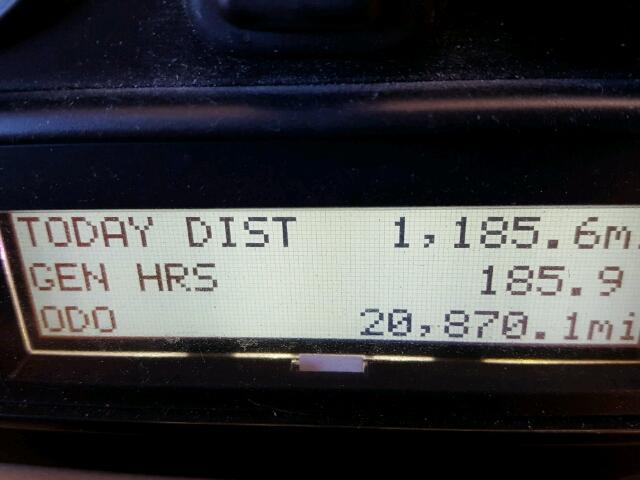 TODAY DIST 1,185.6m
GEN HRS 185.9
ODO 20,870.1mi